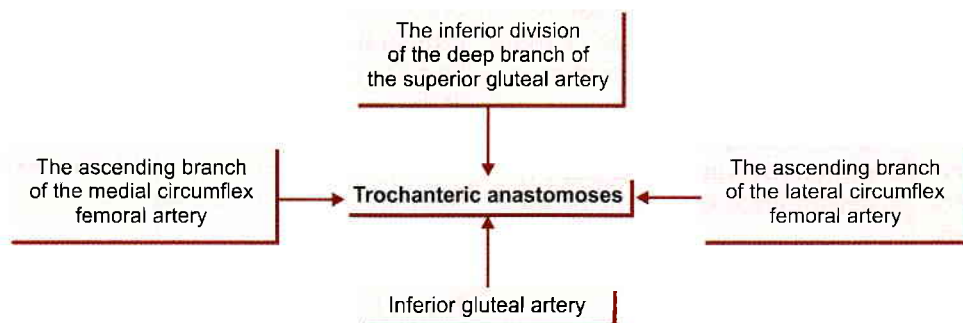 The inferior division
of the deep branch of
the superior gluteal artery
The ascending branch
of the medial circumflex
femoral artery
Trochanteric anastomoses
The ascending branch
of the lateral circumflex
femoral artery
Inferior gluteal artery